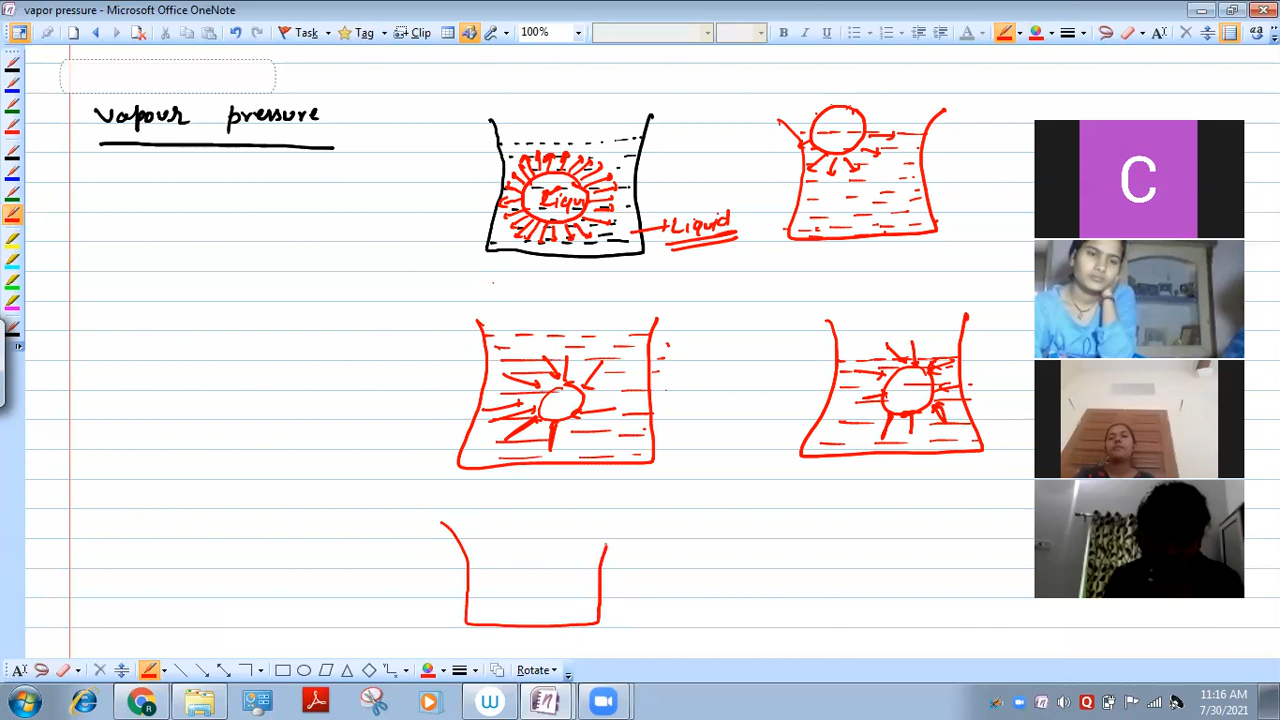 vapor pressure - Microsoft Office OneNote
Task
Tag
Clip
100%
B I U
vapour pressure
Liqui
Liquid
C
Rotate
W
11:16 AM
7/30/2021